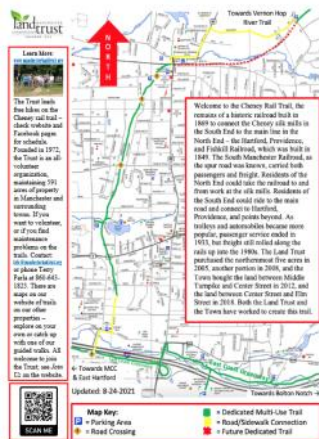 land trust
Towards Vernon Hop
River Trail
NORTH
Learn More:
The Trust leads
free hikes on the
Cheney rail trail –
check website and
Facebook pages
for schedule.
Founded in 1972,
the Trust is an all-
volunteer
organization,
maintaining 591
acres of property
in Manchester and
surrounding
towns. If you
want to volunteer,
or if you find
maintenance
problems on the
trails. Contact:
or phone Terry
Parla at 860-643-
1823. There are
maps on our
website of trails
on our other
properties –
explore on your
own or catch up
with one of our
guided walks. All
welcome to join
the Trust; see Join
Us on the website.
Welcome to the Cheney Rail Trail, the
remains of a historic railroad built in
1869 to connect the Cheney silk mills in
the South End to the main line in the
North End – the Hartford, Providence,
and Fishkill Railroad, which was built in
1849. The South Manchester Railroad, as
the spur road was known, carried both
passengers and freight. Residents of the
North End could take the railroad to and
from work at the silk mills. Residents of
the South End could ride to the main
road and connect to Hartford,
Providence, and points beyond. As
trolleys and automobiles became more
popular, passenger service ended in
1933, but freight still rolled along the
rails up into the 1980s. The Land Trust
purchased the northernmost five acres in
2005, another portion in 2008, and the
Town bought the land between Middle
Turnpike and Center Street in 2012, and
the land between Center Street and Elm
Street in 2018. Both the Land Trust and
the Town have worked to create this trail.
← Towards MCC
& East Hartford
East Coast Greenway
Updated: 8-24-2021
Towards Bolton Notch →
SCAN ME
Map Key:
P = Parking Area
= Road Crossing
= Dedicated Multi-Use Trail
= Road/Sidewalk Connection
= Future Dedicated Trail